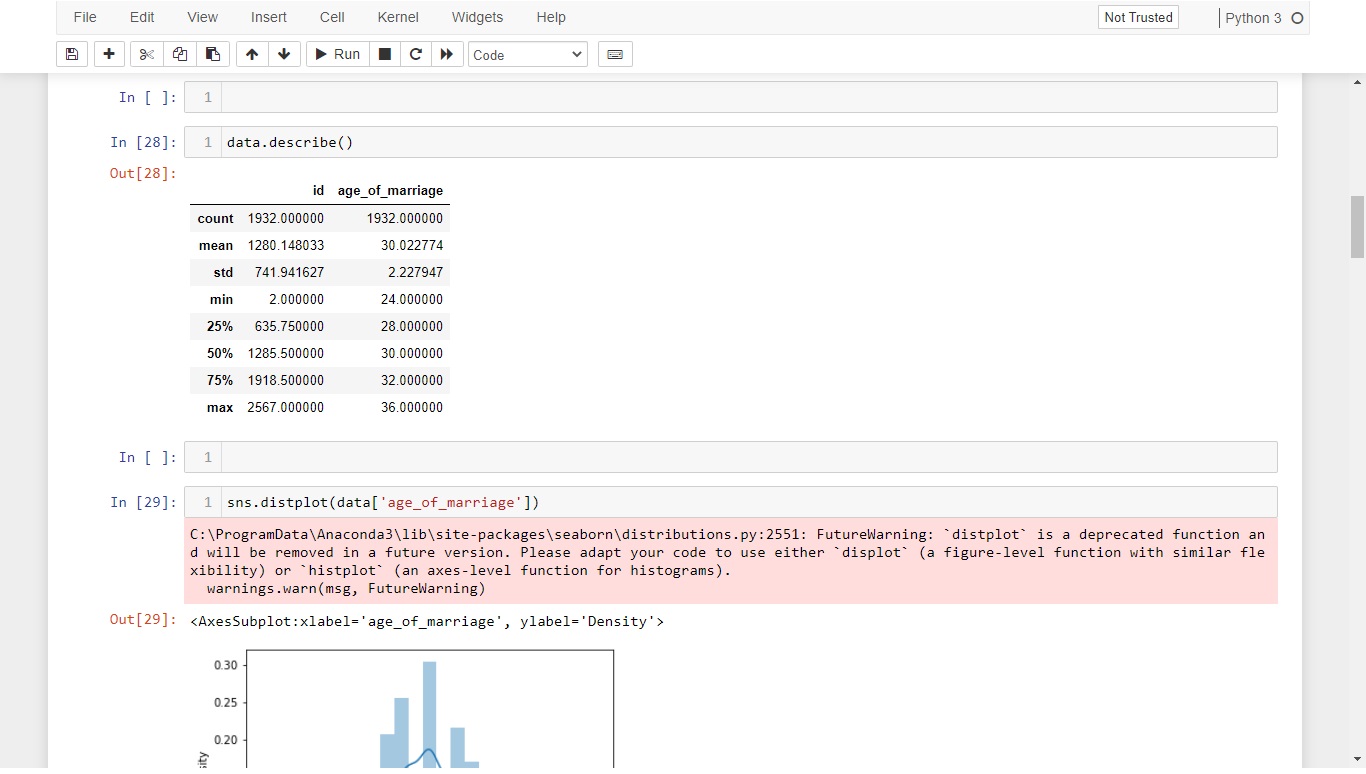 File Edit View Insert Cell Kernel Widgets Help Not Trusted Python 3
Run Code
In [ ]: 1
In [28]: 1 data.describe()
Out[28]:
id age_of_marriage
count 1932.000000 1932.000000
mean 1280.148033 30.022774
std 741.941627 2.227947
min 2.000000 24.000000
25% 635.750000 28.000000
50% 1285.500000 30.000000
75% 1918.500000 32.000000
max 2567.000000 36.000000
In [ ]: 1
In [29]: 1 sns.distplot(data['age_of_marriage'])
C:\ProgramData\Anaconda3\lib\site-packages\seaborn\distributions.py:2551: FutureWarning: `distplot` is a deprecated function an
d will be removed in a future version. Please adapt your code to use either `displot` (a figure-level function with similar fle
xibility) or `histplot` (an axes-level function for histograms).
warnings.warn(msg, FutureWarning)
Out[29]: <AxesSubplot:xlabel='age_of_marriage', ylabel='Density'>
0.30
0.25
0.20